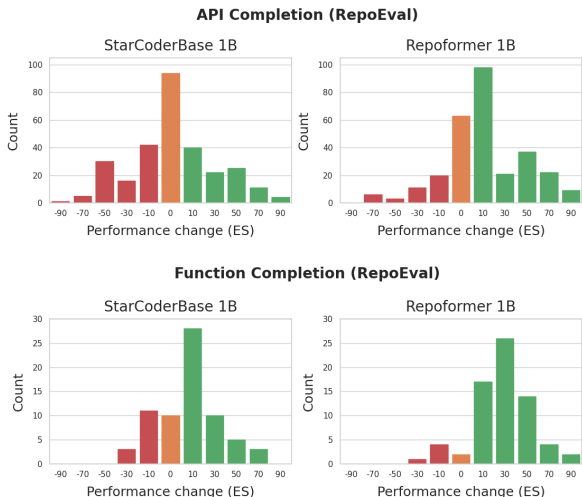 API Completion (RepoEval)
StarCoderBase 1B
Repoformer 1B
100
80
60
40
20
0
Count
-90 -70 -50 -30 -10 0 10 30 50 70 90
Performance change (ES)
100
80
60
40
20
0
Count
-90 -70 -50 -30 -10 0 10 30 50 70 90
Performance change (ES)
Function Completion (RepoEval)
StarCoderBase 1B
Repoformer 1B
30
25
20
15
10
5
0
Count
-90 -70 -50 -30 -10 0 10 30 50 70 90
Performance change (ES)
30
25
20
15
10
5
0
Count
-90 -70 -50 -30 -10 0 10 30 50 70 90
Performance change (ES)